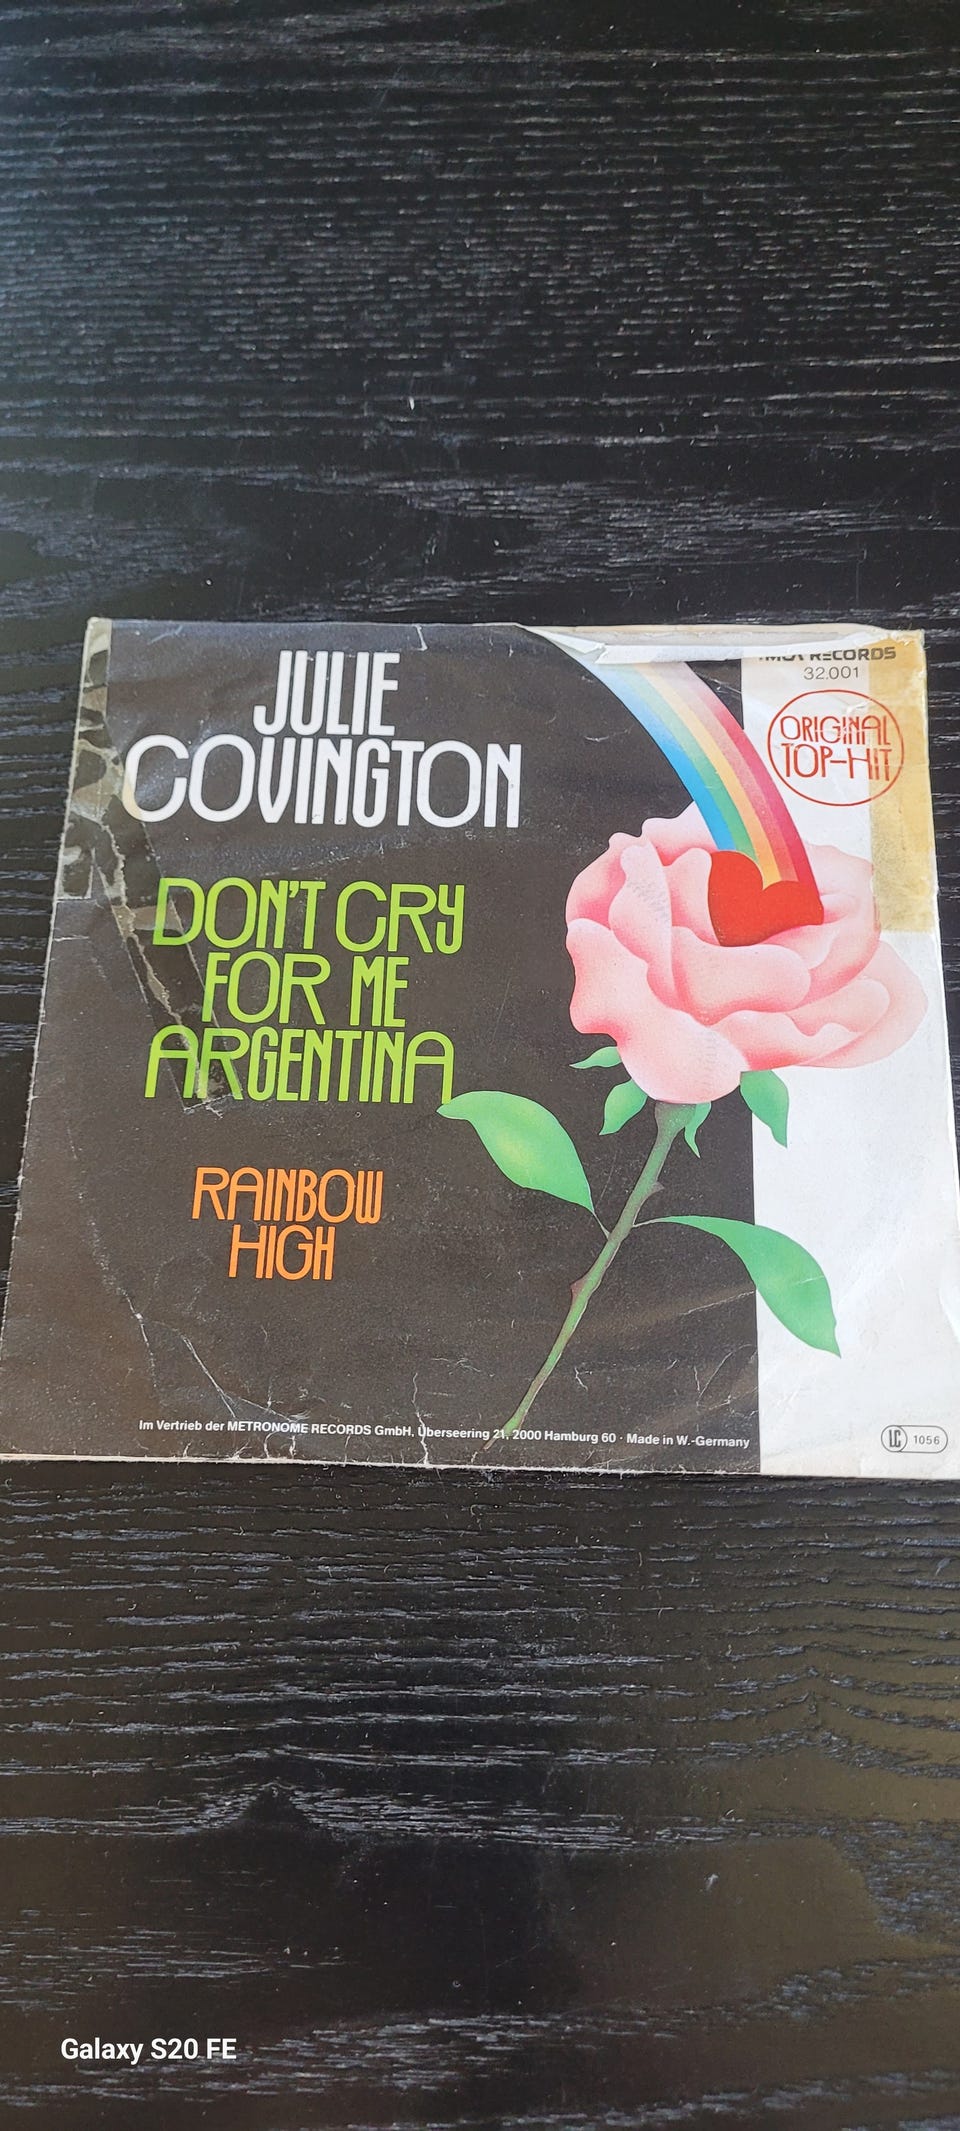 JULIE
COVINGTON
DON'T CRY
FOR ME
ARGENTINA
RAINBOW
HIGH
RECORDS
32.001
ORIGINAL
TOP-HIT
Im Vertrieb der METRONOME RECORDS GmbH, Überseering 21, 2000 Hamburg 60 · Made in W.-Germany
LC 1056
Galaxy S20 FE